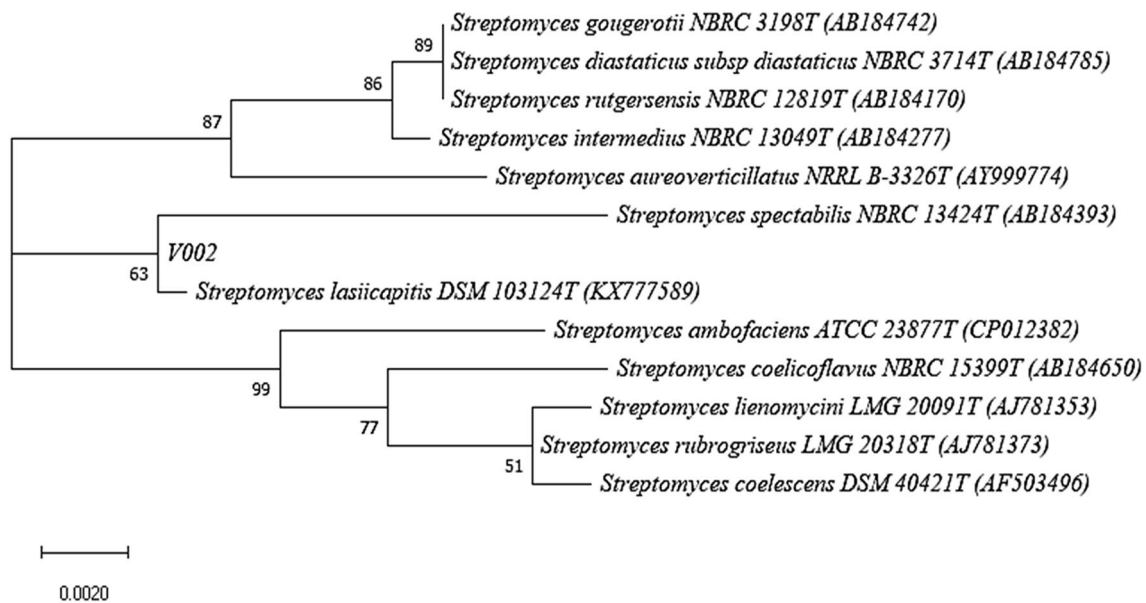 Streptomyces gougerotii NBRC 3198T (AB184742)
89
Streptomyces diastaticus subsp diastaticus NBRC 3714T (AB184785)
86
Streptomyces rutgersensis NBRC 12819T (AB184170)
87
Streptomyces intermedius NBRC 13049T (AB184277)
Streptomyces aureoverticillatus NRRL B-3326T (AY999774)
Streptomyces spectabilis NBRC 13424T (AB184393)
V002
63
Streptomyces lasiicapitis DSM 103124T (KX777589)
Streptomyces ambofaciens ATCC 23877T (CP012382)
99
Streptomyces coelicoflavus NBRC 15399T (AB184650)
77
Streptomyces lienomycini LMG 20091T (AJ781353)
Streptomyces rubrogriseus LMG 20318T (AJ781373)
51
Streptomyces coelescens DSM 40421T (AF503496)
0.0020